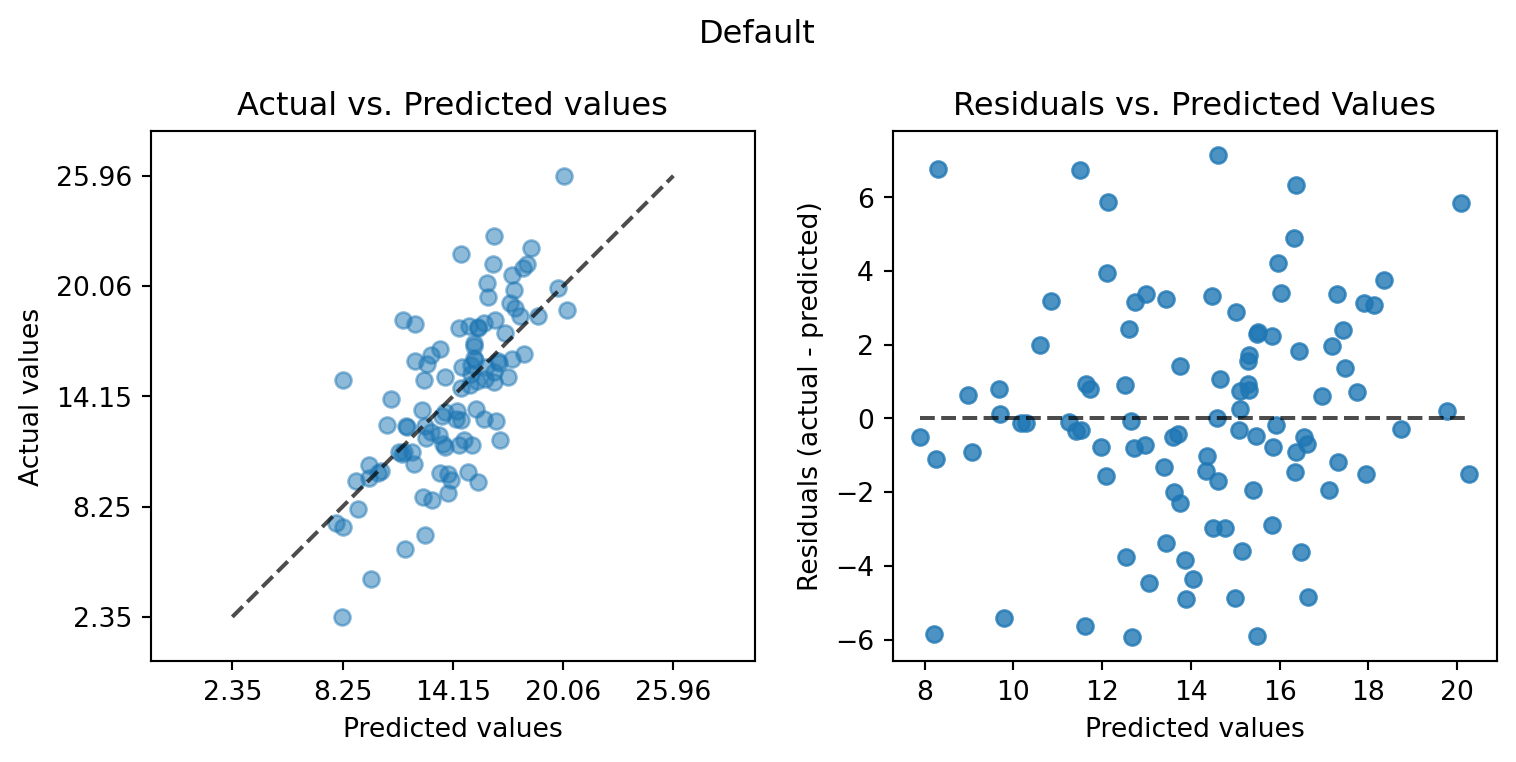 Default
Actual vs. Predicted values
Actual values
25.96
20.06
14.15
8.25
2.35
2.35 8.25 14.15 20.06 25.96
Predicted values
Residuals vs. Predicted Values
Residuals (actual - predicted)
6
4
2
0
−2
−4
−6
8 10 12 14 16 18 20
Predicted values